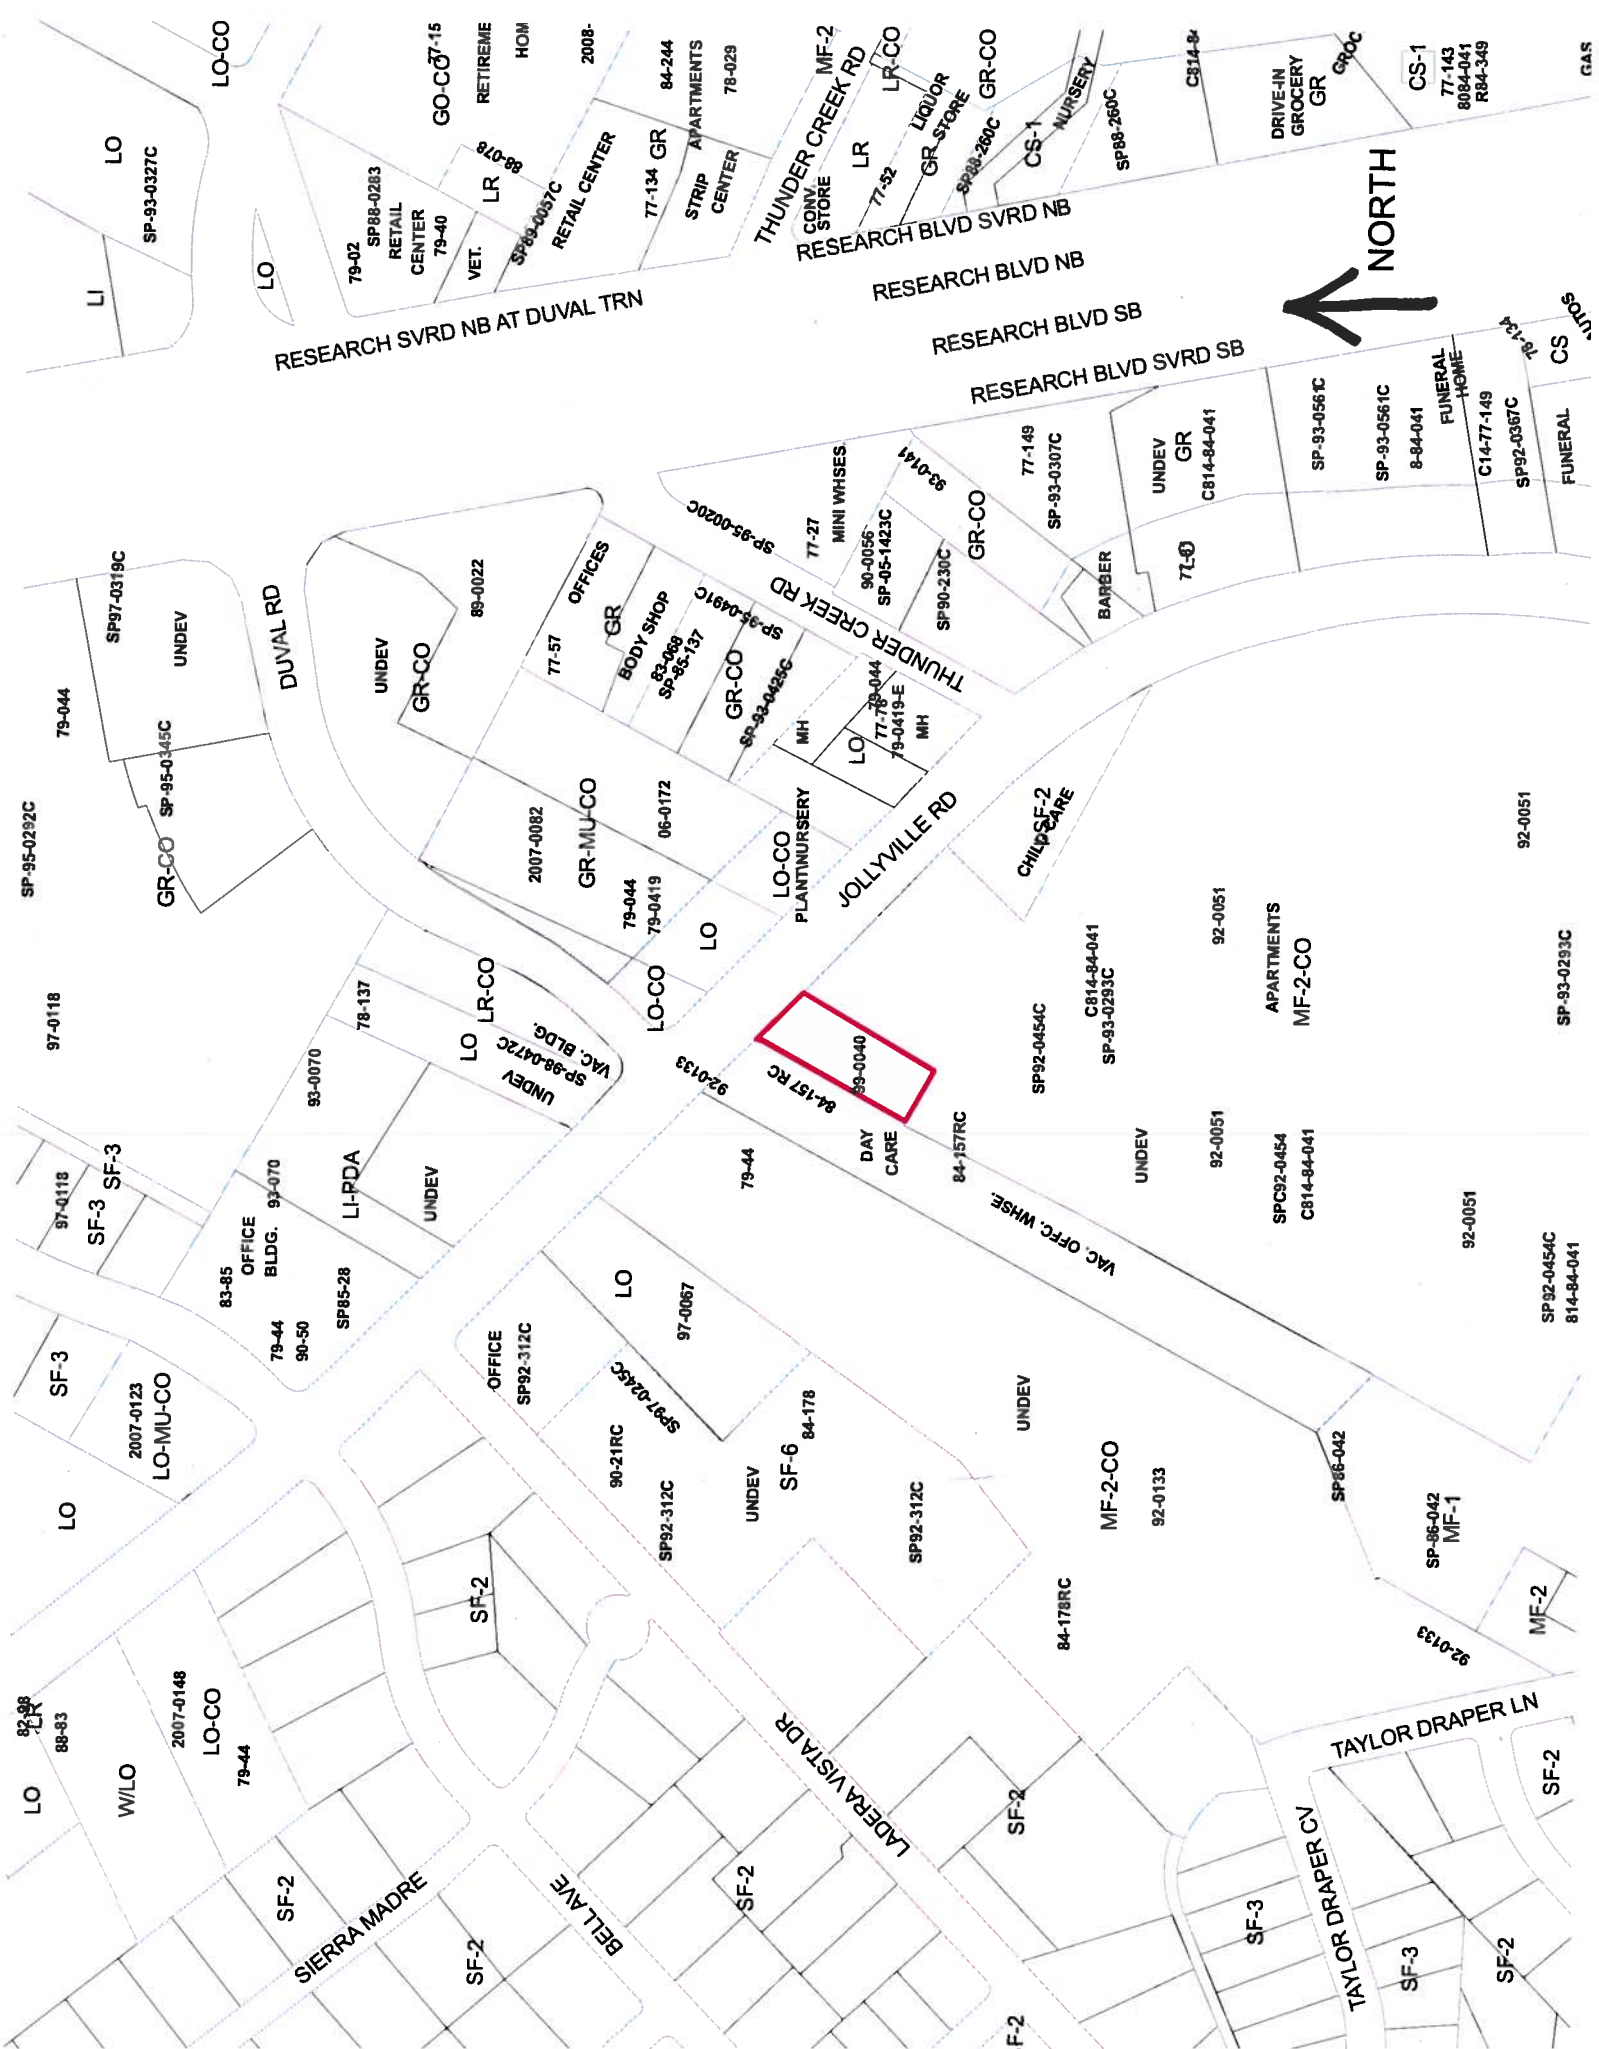 LO-CO
LO
SP-93-0327C
LI
LO
GO-CO
77-15
RETIREME
HOM
2008-
84-244
APARTMENTS
78-029
MF-2
THUNDER CREEK RD
LR-CO
GR-CO
79-02
SP88-0283
RETAIL
CENTER
79-40
LR
88-078
VET.
SP89-0057C
RETAIL CENTER
77-134
GR
STRIP
CENTER
CONV.
STORE
LR
77-52
LIQUOR
STORE
GR
SP88-260C
CS-1
NURSERY
SP88-260C
C814-8
DRIVE-IN
GROCERY
GR
GROC
CS-1
77-143
8084-041
R84-349
GAS
RESEARCH SVRD NB AT DUVAL TRN
RESEARCH BLVD SVRD NB
RESEARCH BLVD NB
RESEARCH BLVD SB
RESEARCH BLVD SVRD SB
NORTH
SP97-0319C
UNDEV
79-044
DUVAL RD
UNDEV
GR-CO
89-0022
77-57
OFFICES
GR
BODY SHOP
83-068
SP-85-137
SP-95-0491C
GR-CO
SP-93-0425C
SP-95-0020C
77-27
MINI WHSES.
90-0056
SP-05-1423C
93-0141
GR-CO
SP90-230C
THUNDER CREEK RD
77-149
SP-93-0307C
BARBER
UNDEV
GR
C814-84-041
SP-93-0561C
SP-93-0561C
8-84-041
FUNERAL
HOME
C14-77-149
SP92-0367C
78-134
CS
UTOS
FUNERAL
SP-95-0292C
GR-CO
SP-95-0345C
2007-0082
GR-MU-CO
06-0172
79-044
79-0419
LO
LO-CO
PLANT\NURSERY
MH
LO
79-044
77-78
79-0419-E
MH
JOLLYVILLE RD
CHILD CARE
SF-2
92-0051
97-0118
78-137
LR-CO
LO
VAC. BLDG.
SP-98-0472C
UNDEV
LO-CO
93-0070
92-0133
84-157 RC
99-0040
DAY
CARE
84-157RC
SP92-0454C
C814-84-041
SP-93-0293C
92-0051
APARTMENTS
MF-2-CO
SP-93-0293C
97-0118
SF-3
SF-3
93-070
OFFICE
BLDG.
83-85
LI-PDA
UNDEV
SP85-28
79-44
90-50
79-44
VAC. OFFC. WHSE.
UNDEV
92-0051
SPC92-0454
C814-84-041
92-0051
SP92-0454C
814-84-041
SF-3
2007-0123
LO-MU-CO
LO
OFFICE
SP92-312C
LO
97-0067
SP97-0245C
90-21RC
SP92-312C
UNDEV
SF-6
84-178
SP92-312C
UNDEV
MF-2-CO
92-0133
84-178RC
SP86-042
SP-86-042
MF-1
MF-2
92-0133
82-98
LR
88-83
LO
W/LO
2007-0148
LO-CO
79-44
SF-2
SF-2
SIERRA MADRE
SF-2
BELL AVE
SF-2
LADERA VISTA DR
SF-2
F-2
TAYLOR DRAPER LN
TAYLOR DRAPER CV
SF-2
SF-3
SF-3
SF-2